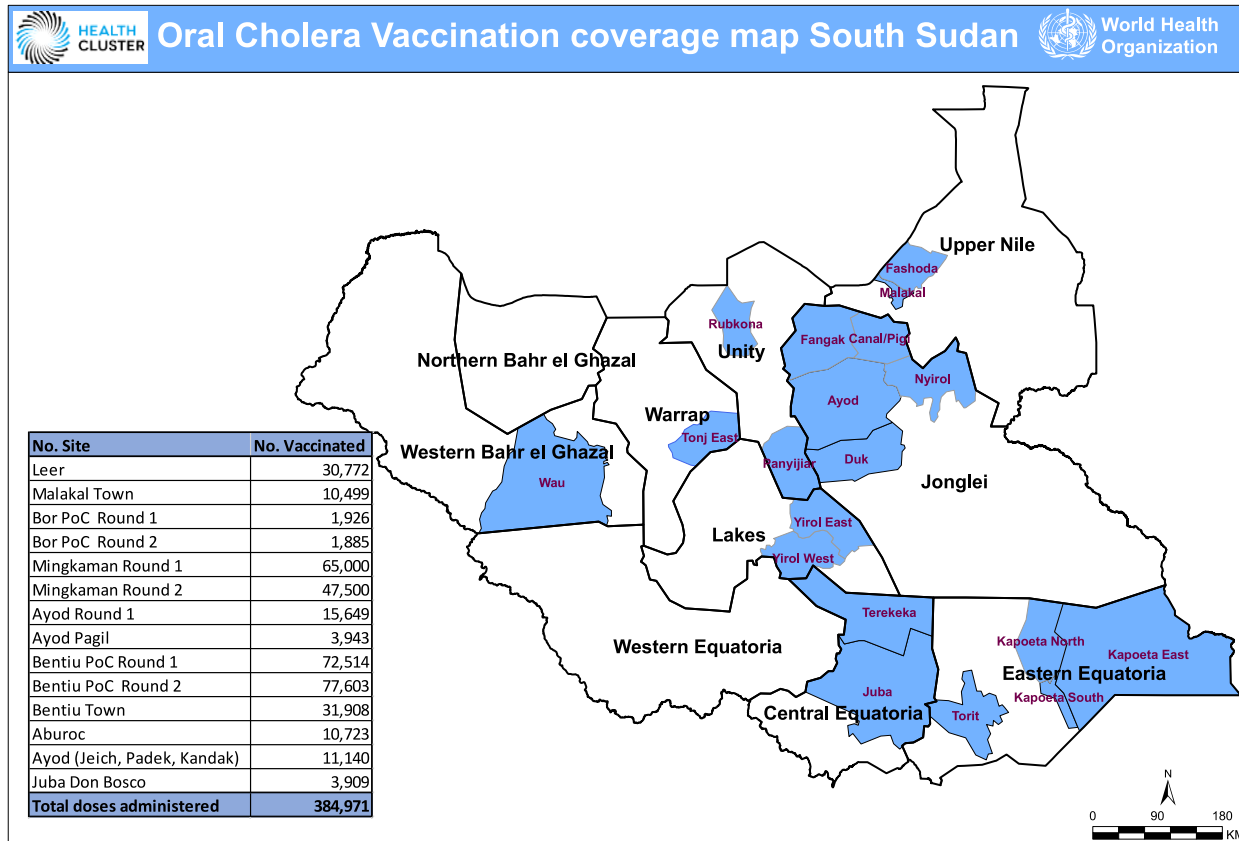 HEALTH
CLUSTER
Oral Cholera Vaccination coverage map South Sudan
World Health
Organization
Upper Nile
Fashoda
Malakal
Rubkona
Unity
Fangak
Canal/Pigi
Nyirol
Northern Bahr el Ghazal
Ayod
Warrap
Tonj East
Western Bahr el Ghazal
Wau
Panyijiar
Duk
Jonglei
Lakes
Yirol East
Yirol West
Terekeka
Western Equatoria
Kapoeta North
Kapoeta East
Eastern Equatoria
Juba
Kapoeta South
Central Equatoria
Torit
No. Site No. Vaccinated
Leer 30,772
Malakal Town 10,499
Bor PoC Round 1 1,926
Bor PoC Round 2 1,885
Mingkaman Round 1 65,000
Mingkaman Round 2 47,500
Ayod Round 1 15,649
Ayod Pagil 3,943
Bentiu PoC Round 1 72,514
Bentiu PoC Round 2 77,603
Bentiu Town 31,908
Aburoc 10,723
Ayod (Jeich, Padek, Kandak) 11,140
Juba Don Bosco 3,909
Total doses administered 384,971
N
0 90 180
KM